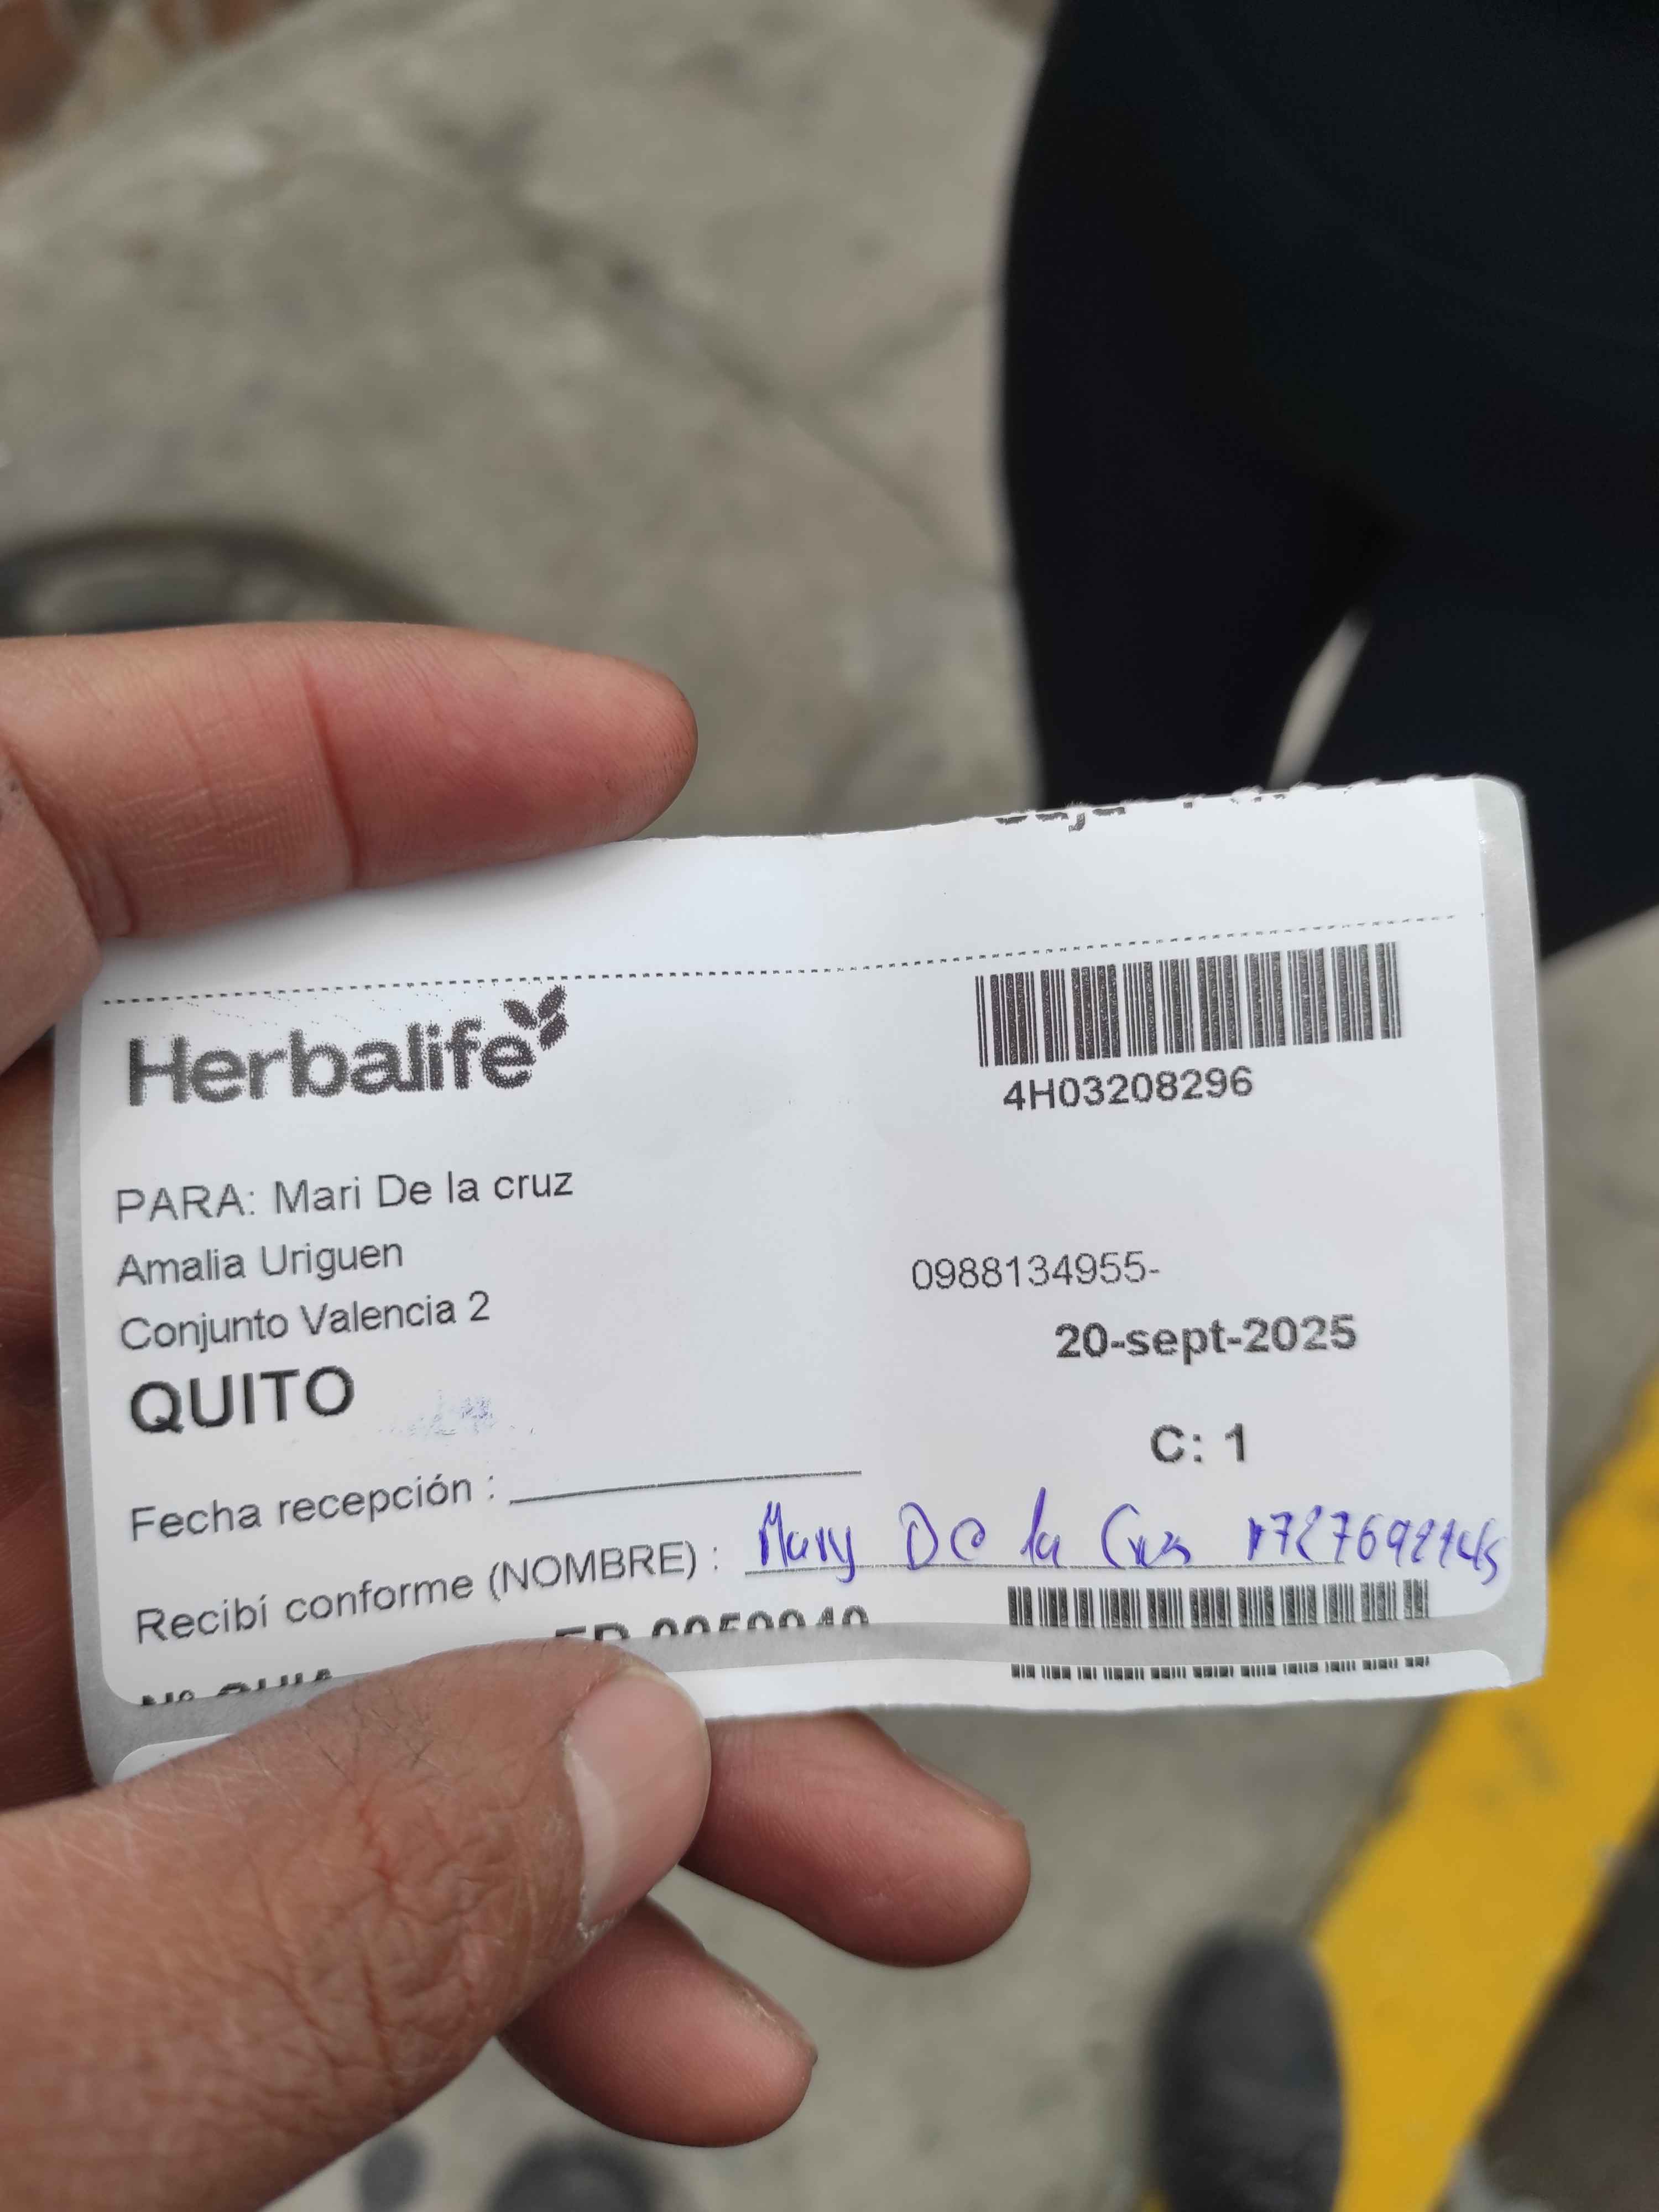 Herbalife
4H03208296
PARA: Mari De la cruz
Amalia Uriguen
0988134955-
Conjunto Valencia 2
20-sept-2025
QUITO
C: 1
Fecha recepción :
Recibí conforme (NOMBRE) : Mary De la Cruz